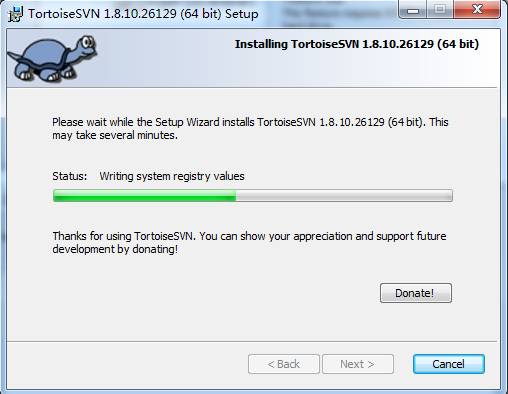 TortoiseSVN 1.8.10.26129 (64 bit) Setup
Installing TortoiseSVN 1.8.10.26129 (64 bit)
Please wait while the Setup Wizard installs TortoiseSVN 1.8.10.26129 (64 bit). This
may take several minutes.
Status: Writing system registry values
Thanks for using TortoiseSVN. You can show your appreciation and support future
development by donating!
Donate!
< Back Next > Cancel